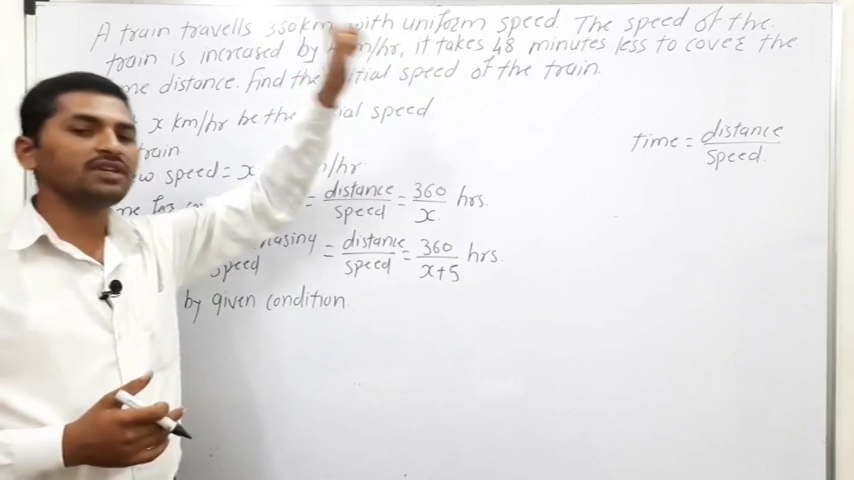 A train travells 360km with uniform speed. The speed of the
train is increased by km/hr, it takes 48 minutes less to cover the
distance. Find the initial speed of the train.
x km/hr be the speed
train
speed = x km/hr.
= distance/speed = 360/x hrs.
speed = distance/speed = 360/x+5 hrs.
by given condition.
time = distance/speed.